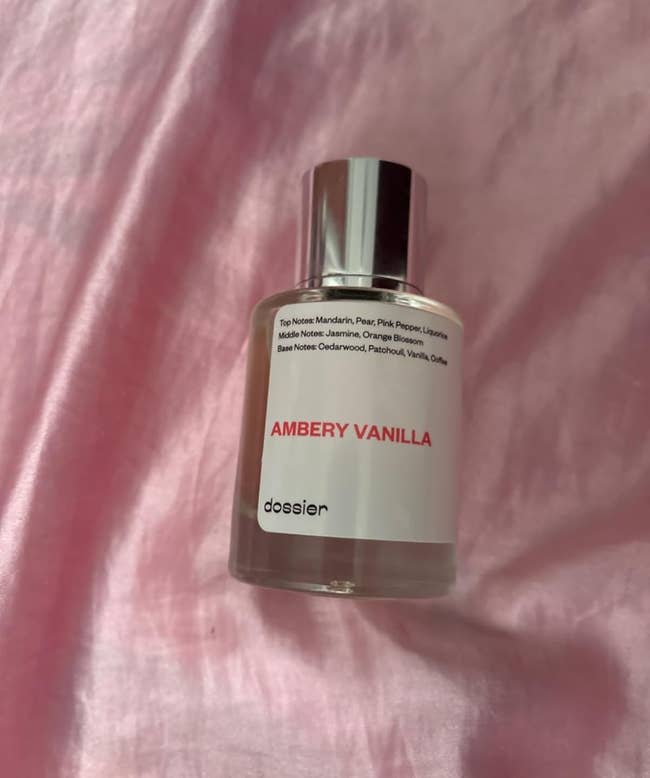 Top Notes: Mandarin, Pear, Pink Pepper, Liquorice
Middle Notes: Jasmine, Orange Blossom
Base Notes: Cedarwood, Patchouli, Vanilla, Coffee
AMBERY VANILLA
dossier